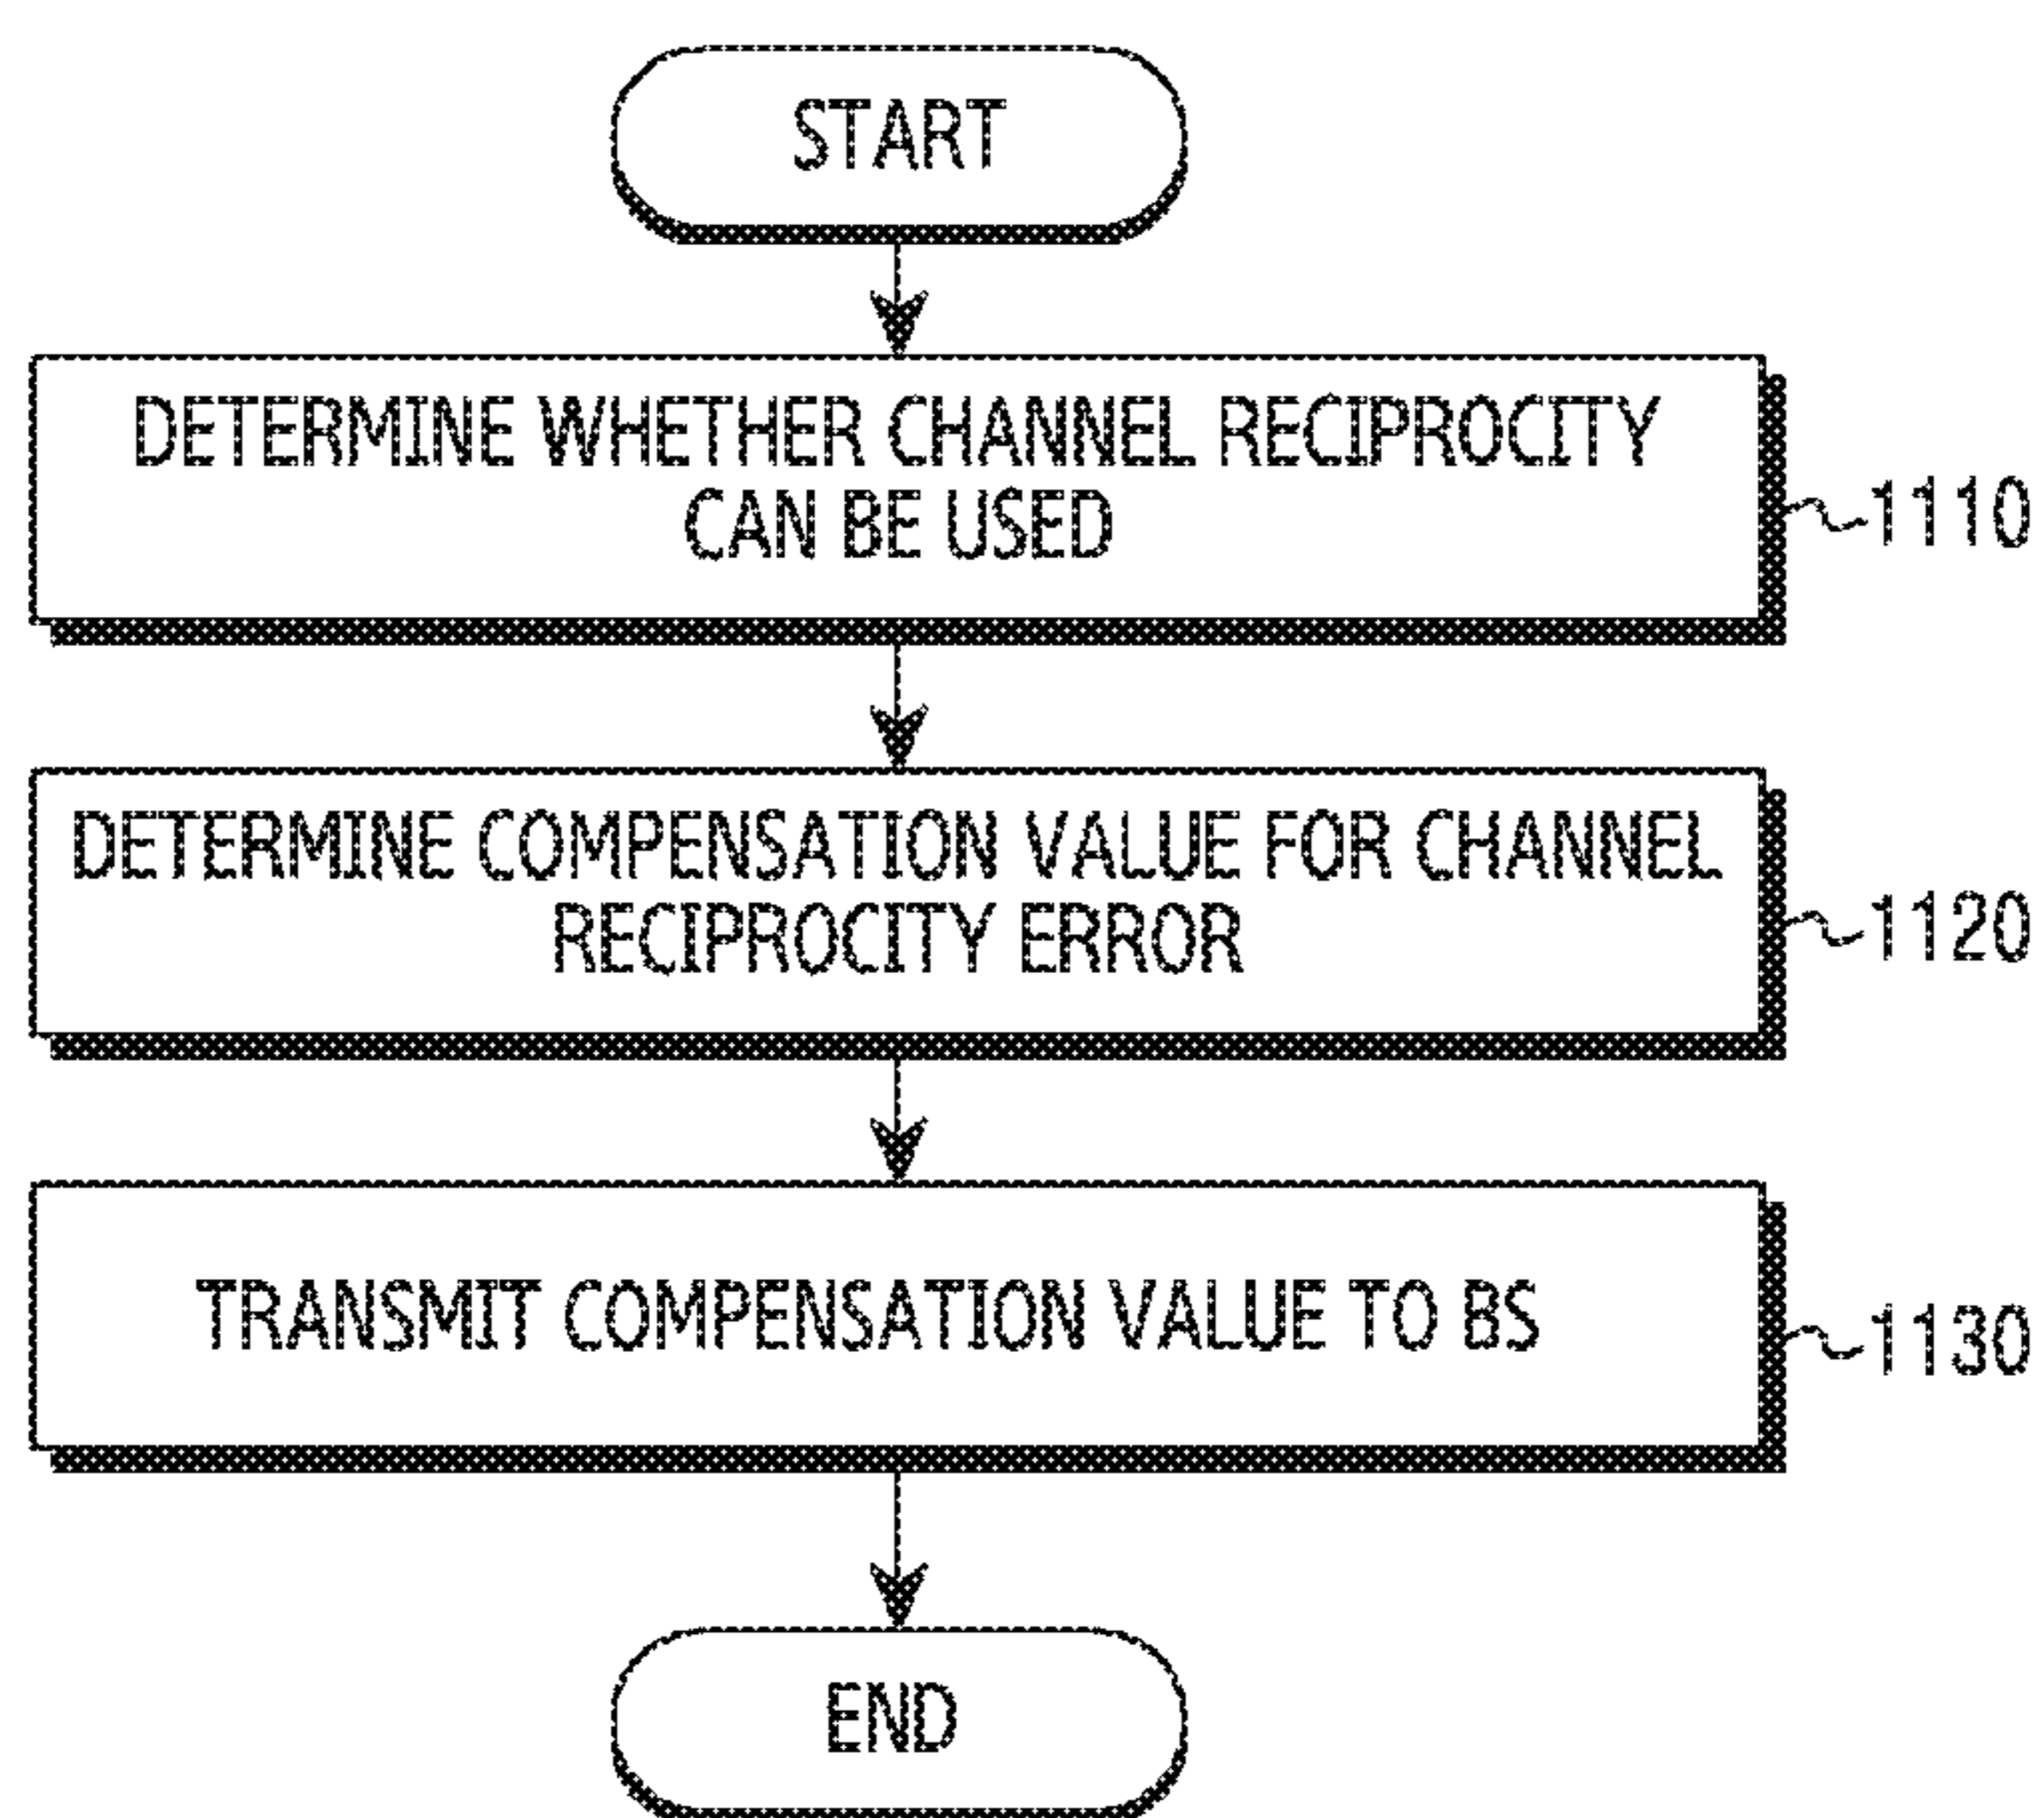 START
DETERMINE WHETHER CHANNEL RECIPROCITY
CAN BE USED
1110
DETERMINE COMPENSATION VALUE FOR CHANNEL
RECIPROCITY ERROR
1120
TRANSMIT COMPENSATION VALUE TO BS
1130
END